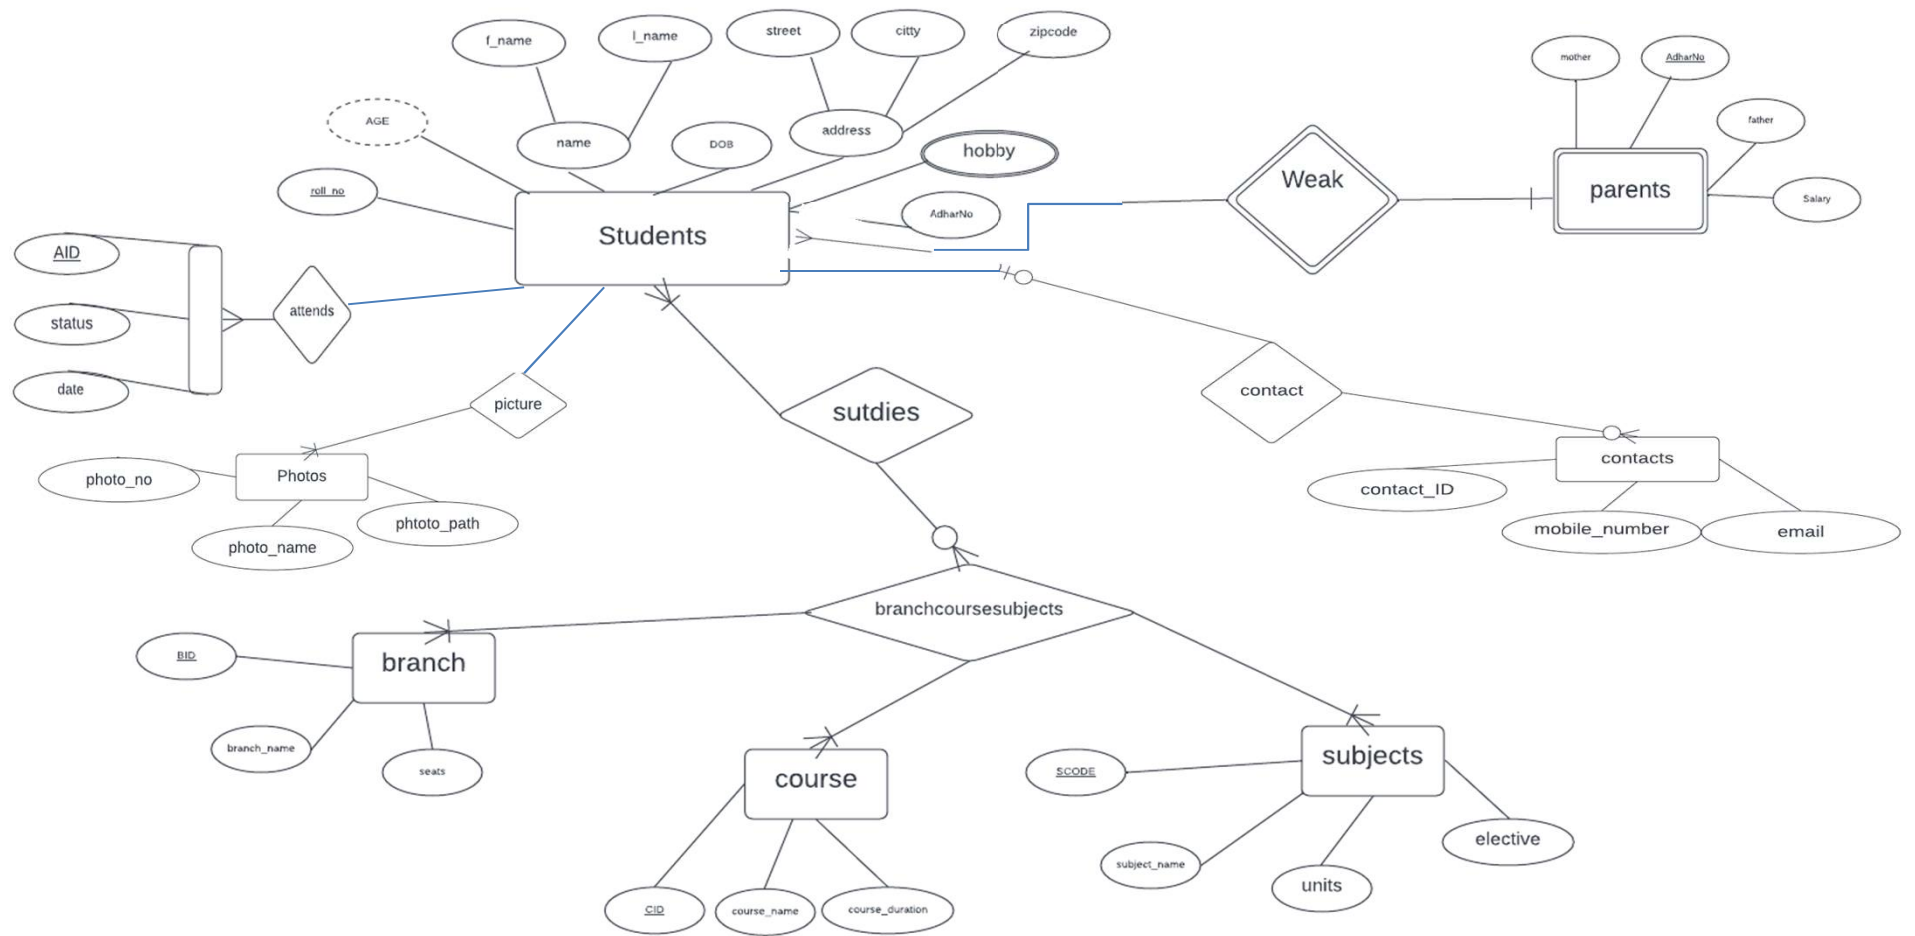 f_name
l_name
street
citty
zipcode
mother
AdharNo
AGE
name
DOB
address
hobby
father
roll_no
Students
AdharNo
Weak
parents
Salary
AID
status
date
attends
picture
sutdies
contact
photo_no
Photos
phtoto_path
photo_name
contacts
contact_ID
mobile_number
email
branchcoursesubjects
BID
branch
branch_name
seats
course
subjects
SCODE
elective
subject_name
units
CID
course_name
course_duration